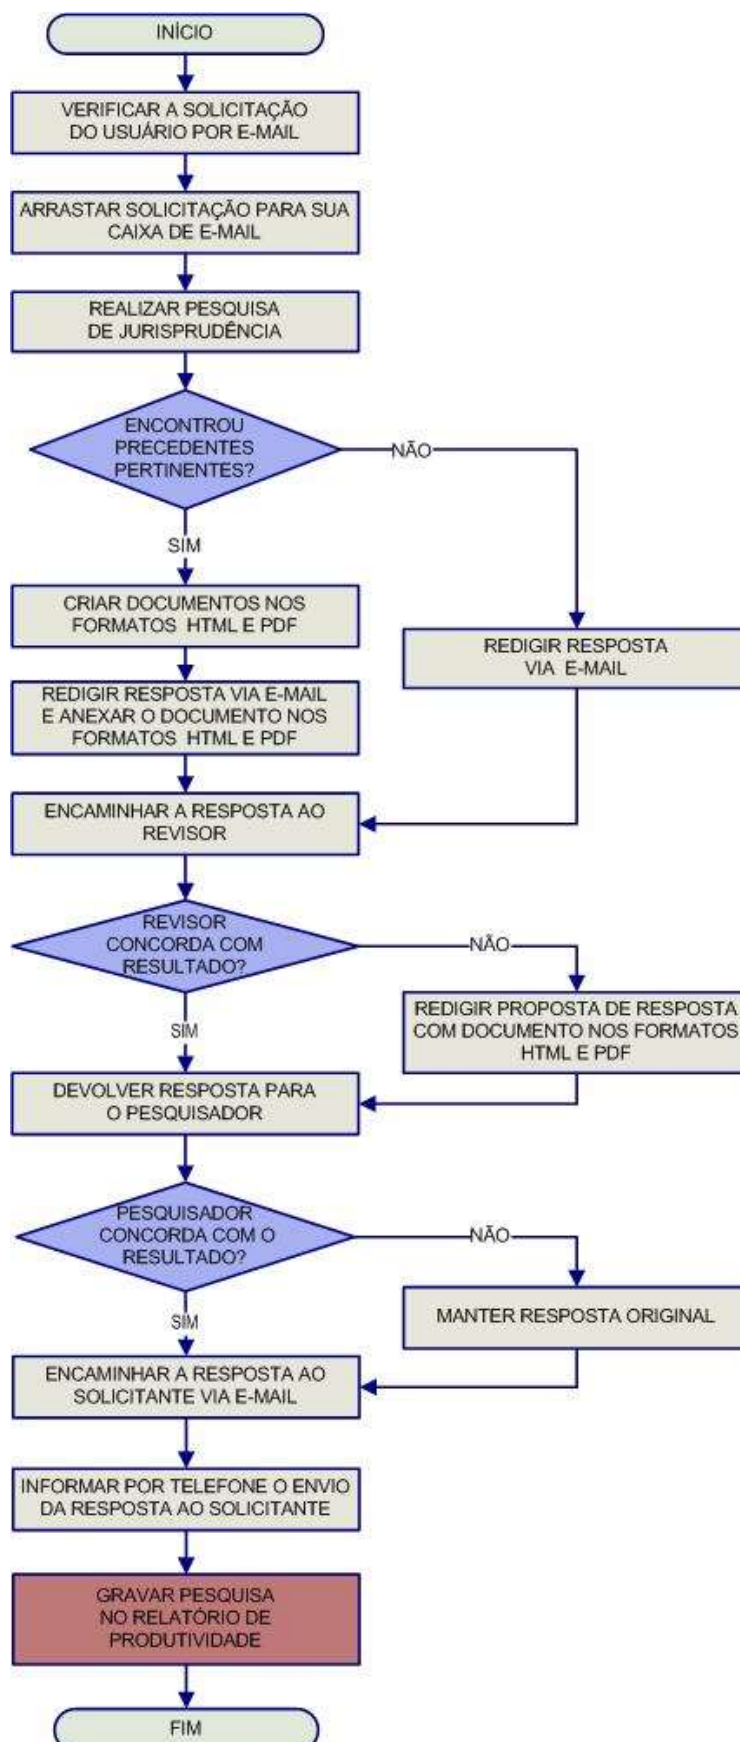 INÍCIO
VERIFICAR A SOLICITAÇÃO
DO USUÁRIO POR E-MAIL
ARRASTAR SOLICITAÇÃO PARA SUA
CAIXA DE E-MAIL
REALIZAR PESQUISA
DE JURISPRUDÊNCIA
ENCONTROU
PRECEDENTES
PERTINENTES?
NÃO
SIM
CRIAR DOCUMENTOS NOS
FORMATOS HTML E PDF
REDIGIR RESPOSTA
VIA E-MAIL
REDIGIR RESPOSTA VIA E-MAIL
E ANEXAR O DOCUMENTO NOS
FORMATOS HTML E PDF
ENCAMINHAR A RESPOSTA AO
REVISOR
REVISOR
CONCORDA COM
RESULTADO?
NÃO
SIM
REDIGIR PROPOSTA DE RESPOSTA
COM DOCUMENTO NOS FORMATOS
HTML E PDF
DEVOLVER RESPOSTA PARA
O PESQUISADOR
PESQUISADOR
CONCORDA COM O
RESULTADO?
NÃO
SIM
MANTER RESPOSTA ORIGINAL
ENCAMINHAR A RESPOSTA AO
SOLICITANTE VIA E-MAIL
INFORMAR POR TELEFONE O ENVIO
DA RESPOSTA AO SOLICITANTE
GRAVAR PESQUISA
NO RELATÓRIO DE
PRODUTIVIDADE
FIM